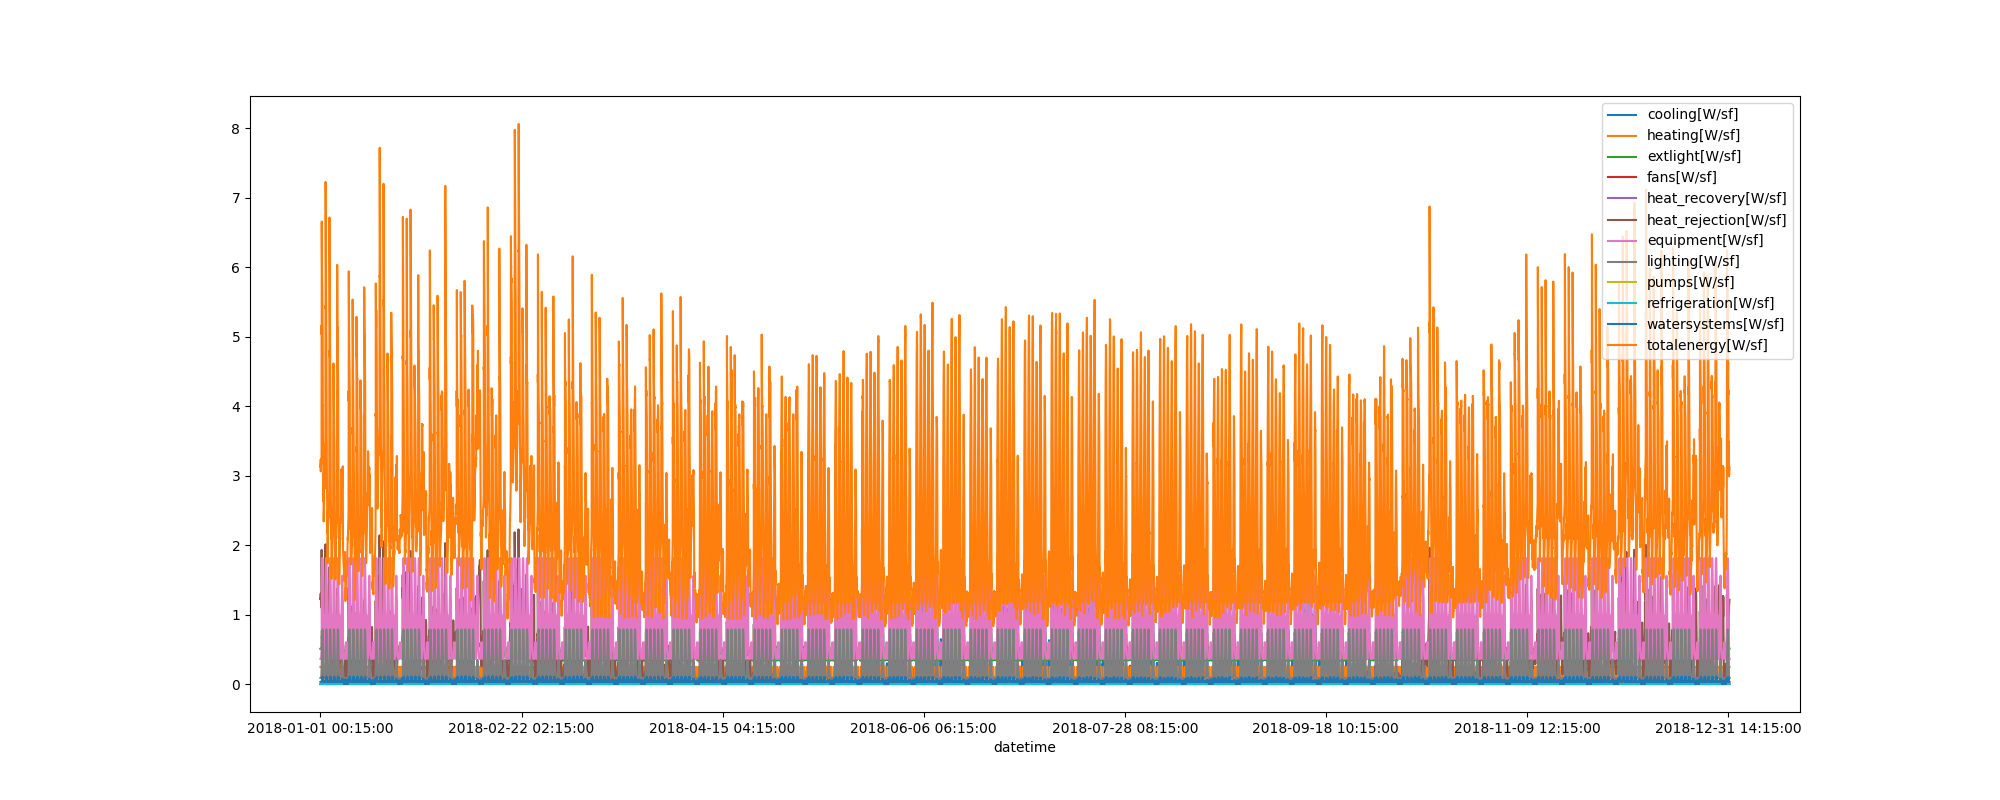 8
7
6
5
4
3
2
1
0
cooling[W/sf]
heating[W/sf]
extlight[W/sf]
fans[W/sf]
heat_recovery[W/sf]
heat_rejection[W/sf]
equipment[W/sf]
lighting[W/sf]
pumps[W/sf]
refrigeration[W/sf]
watersystems[W/sf]
totalenergy[W/sf]
2018-01-01 00:15:00 2018-02-22 02:15:00 2018-04-15 04:15:00 2018-06-06 06:15:00 2018-07-28 08:15:00 2018-09-18 10:15:00 2018-11-09 12:15:00 2018-12-31 14:15:00
datetime